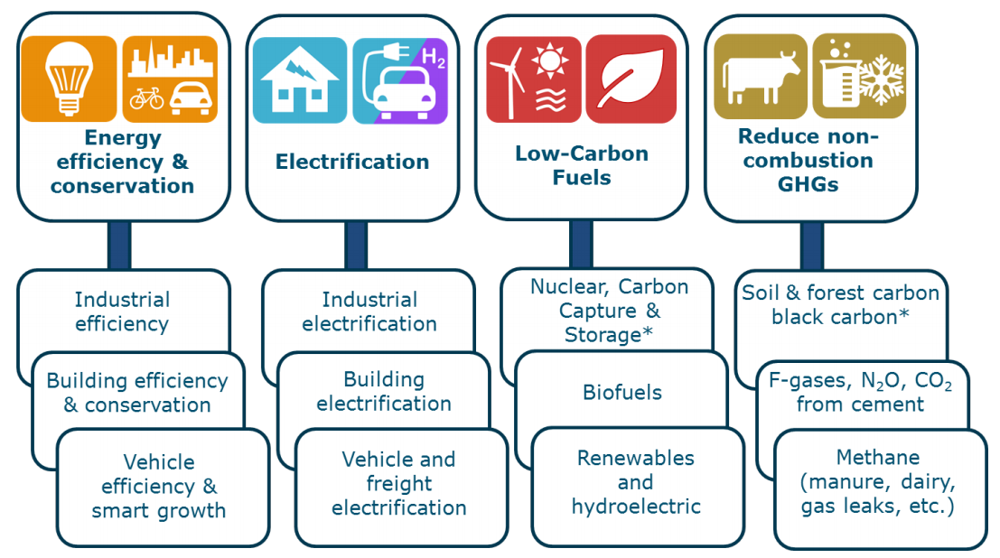 Energy
efficiency &
conservation
H₂
Electrification
Low-Carbon
Fuels
Reduce non-
combustion
GHGs
Industrial
efficiency
Building efficiency
& conservation
Vehicle
efficiency &
smart growth
Industrial
electrification
Building
electrification
Vehicle and
freight
electrification
Nuclear, Carbon
Capture &
Storage*
Biofuels
Renewables
and
hydroelectric
Soil & forest carbon
black carbon*
F-gases, N₂O, CO₂
from cement
Methane
(manure, dairy,
gas leaks, etc.)